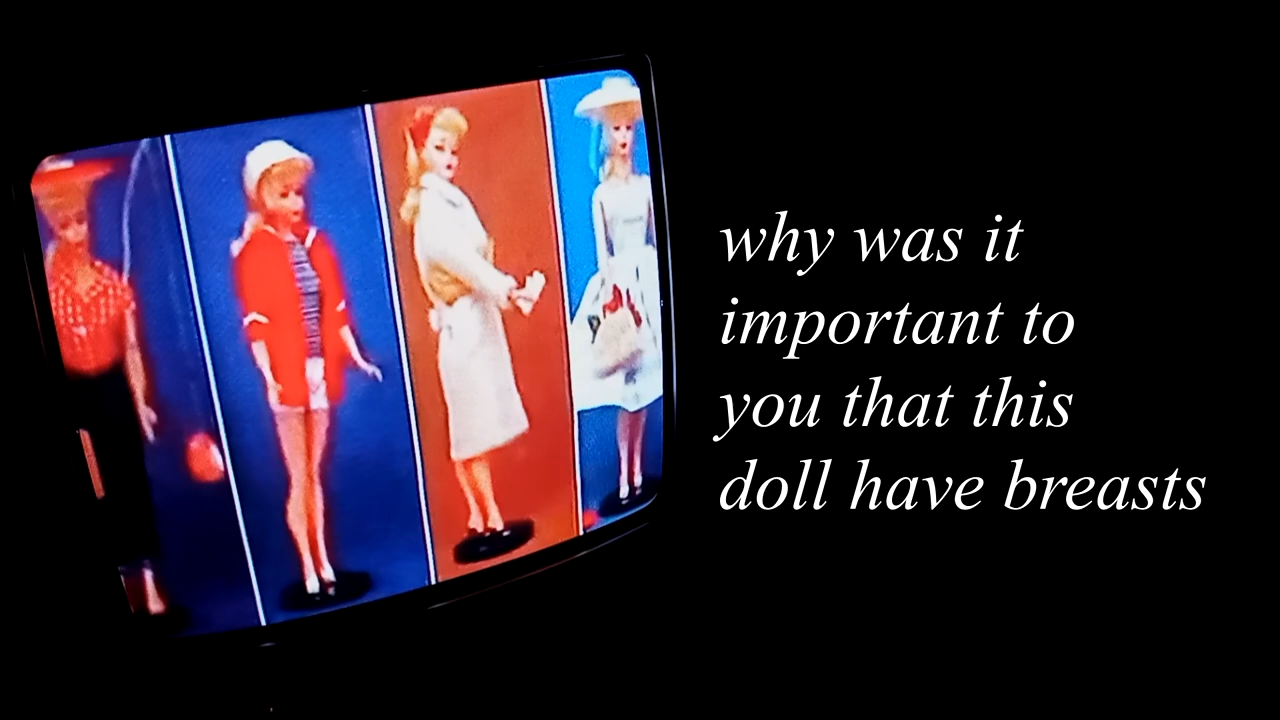 why was it
important to
you that this
doll have breasts